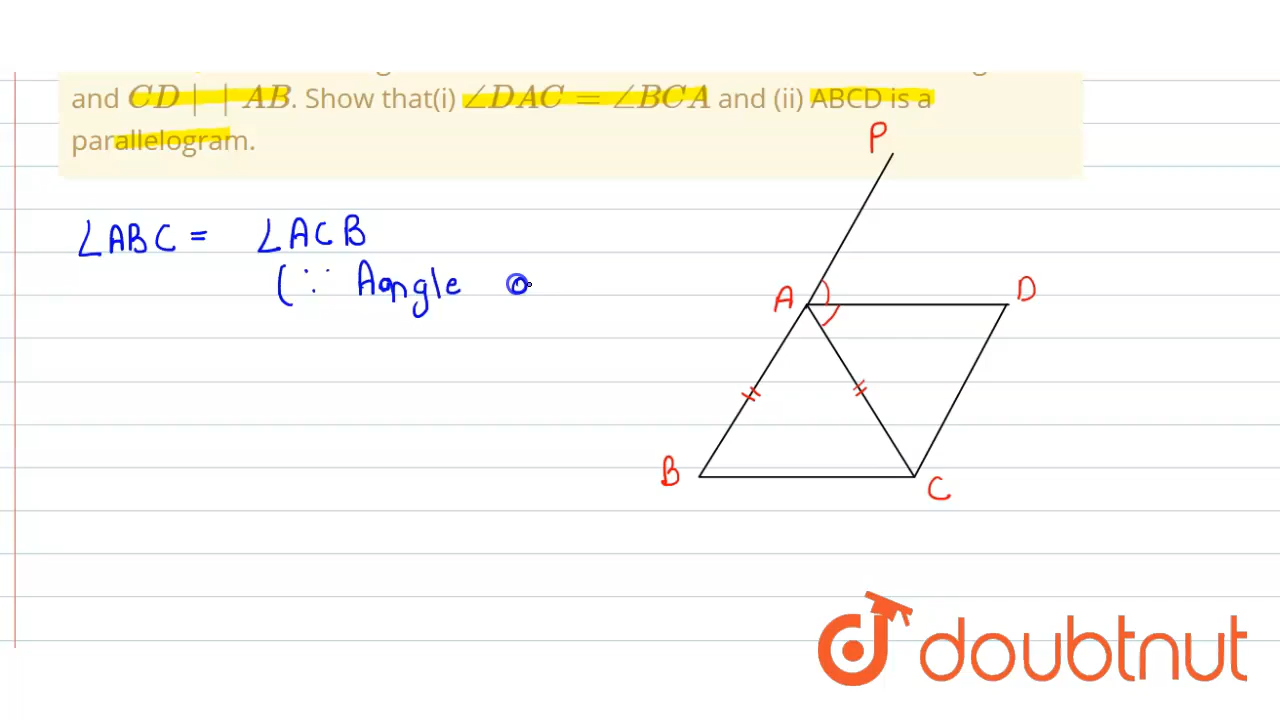 and CD || AB. Show that(i) ∠DAC = ∠BCA and (ii) ABCD is a
parallelogram.
P
∠ABC = ∠ACB
(∵ Aangle o
A
D
B
C
doubtnut